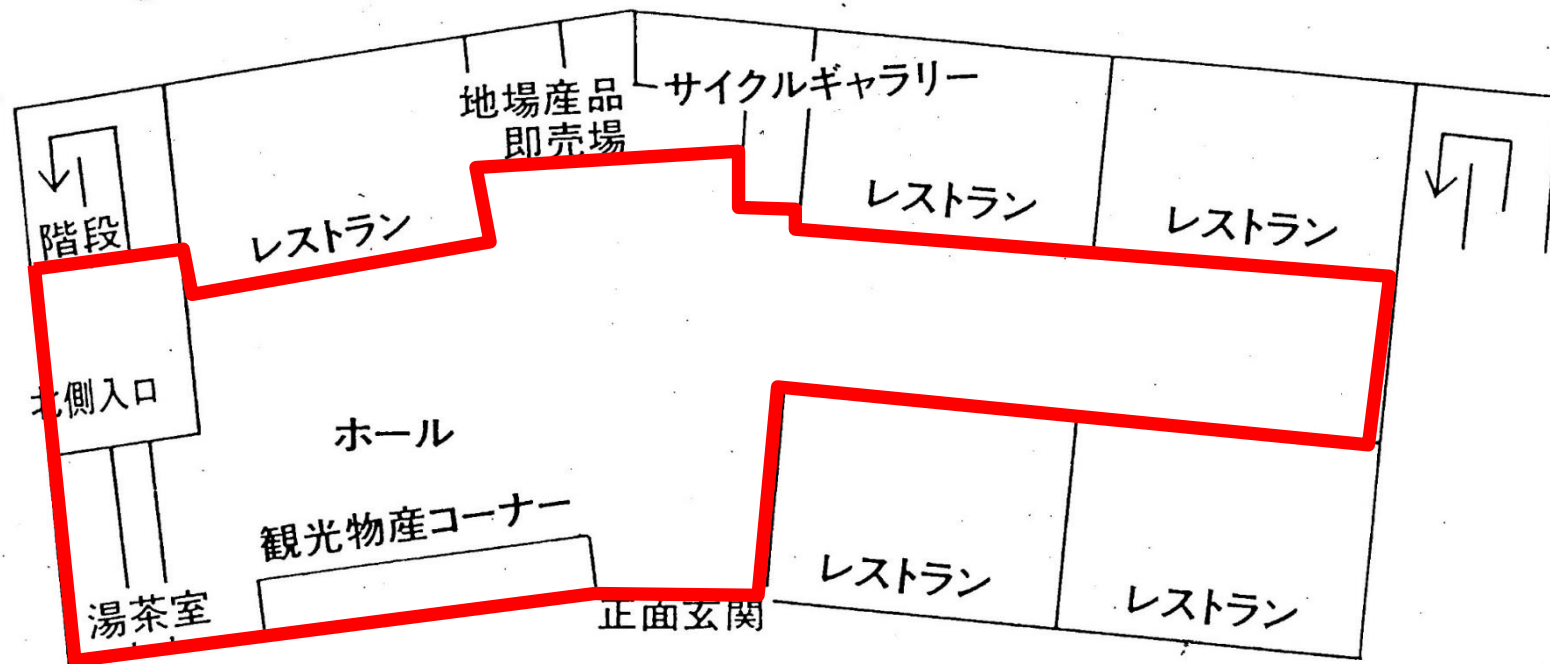 地場産品
即売場
サイクルギャラリー
階段
レストラン
レストラン
レストラン
北側入口
ホール
観光物産コーナー
湯茶室
正面玄関
レストラン
レストラン